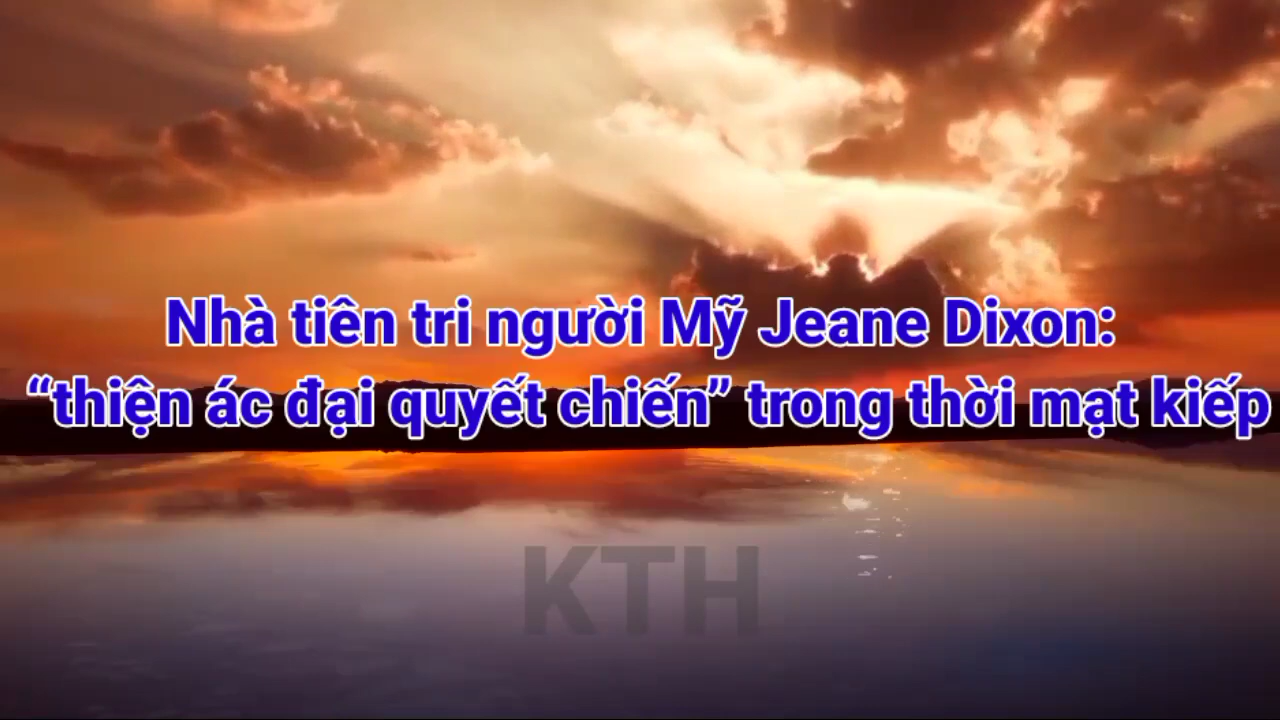 Nhà tiên tri người Mỹ Jeane Dixon:
“thiện ác đại quyết chiến” trong thời mạt kiếp
KTH